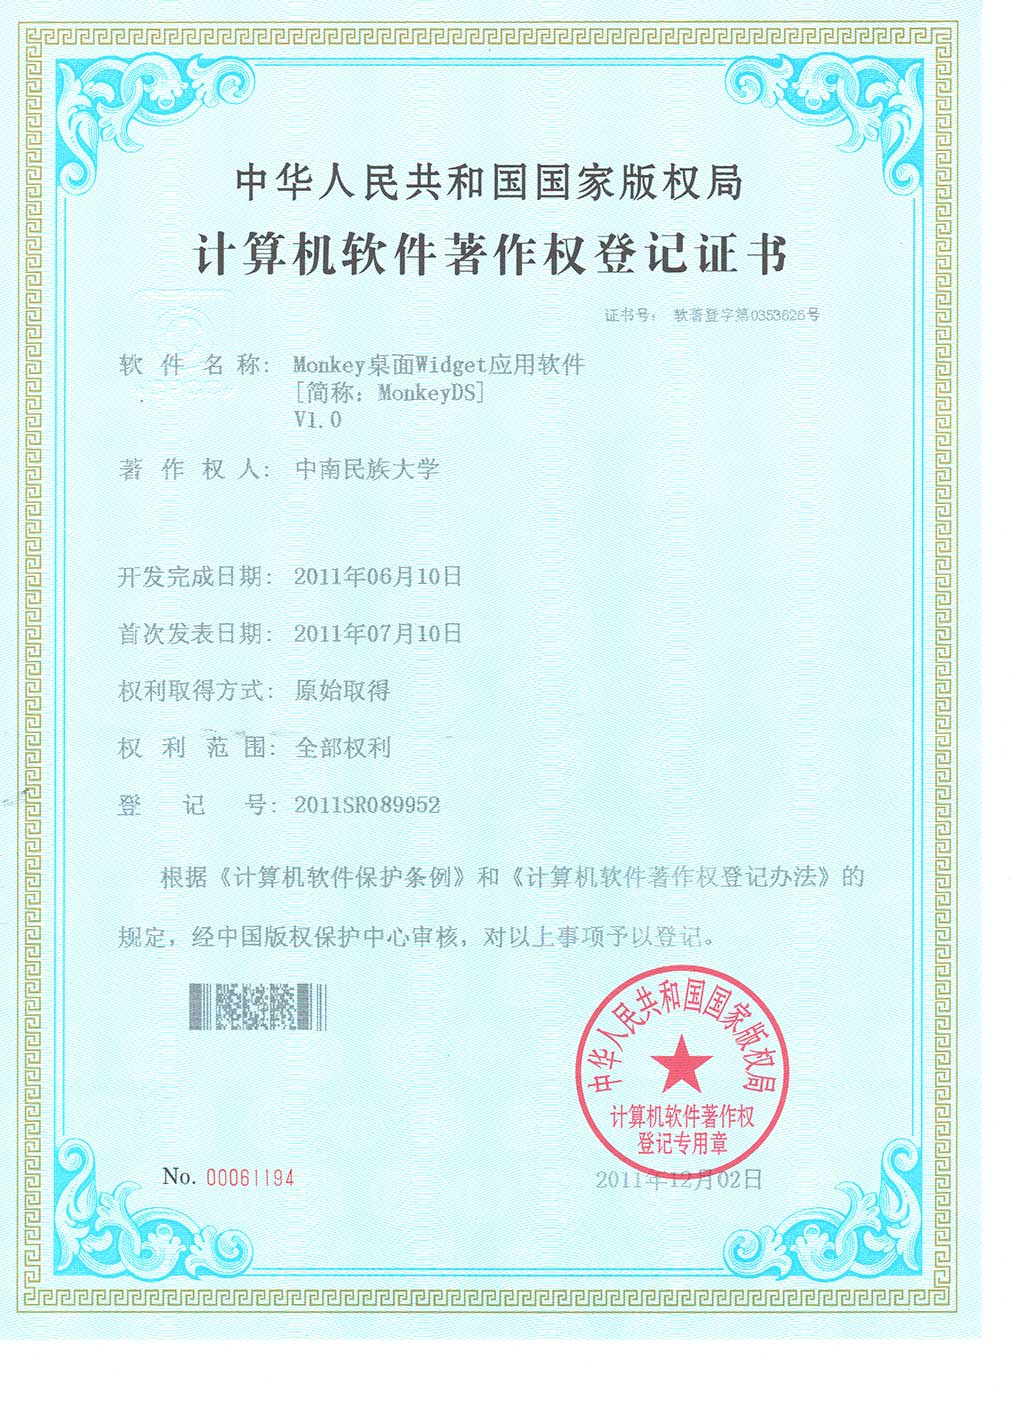 中华人民共和国国家版权局
计算机软件著作权登记证书
证书号： 软著登字第0353626号
软件名称： Monkey桌面Widget应用软件
[简称：MonkeyDS]
V1.0
著作权人： 中南民族大学
开发完成日期： 2011年06月10日
首次发表日期： 2011年07月10日
权利取得方式： 原始取得
权利范围： 全部权利
登记号： 2011SR089952
根据《计算机软件保护条例》和《计算机软件著作权登记办法》的
规定，经中国版权保护中心审核，对以上事项予以登记。
中华人民共和国国家版权局
计算机软件著作权
登记专用章
No. 00061194
2011年12月02日